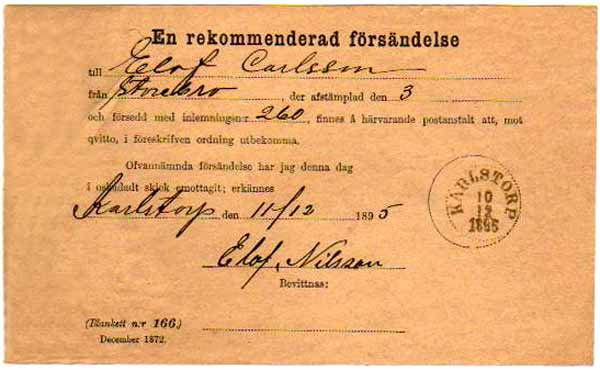 En rekommenderad försändelse
till Elof Carlsson
från Storebro, der afstämplad den 3
och försedd med inlemningsnr. 260, finnes å härvarande postanstalt att, mot
qvitto, i föreskrifven ordning utbekomma.
Ofvannämnda försändelse har jag denna dag
i oskadadt skick emottagit; erkännes
Karlstorp den 11/12 1895
Elof Nilsson
Bevittnas:
(Blankett n:r 166.)
December 1872.
KARLSTORP
10
12
1895